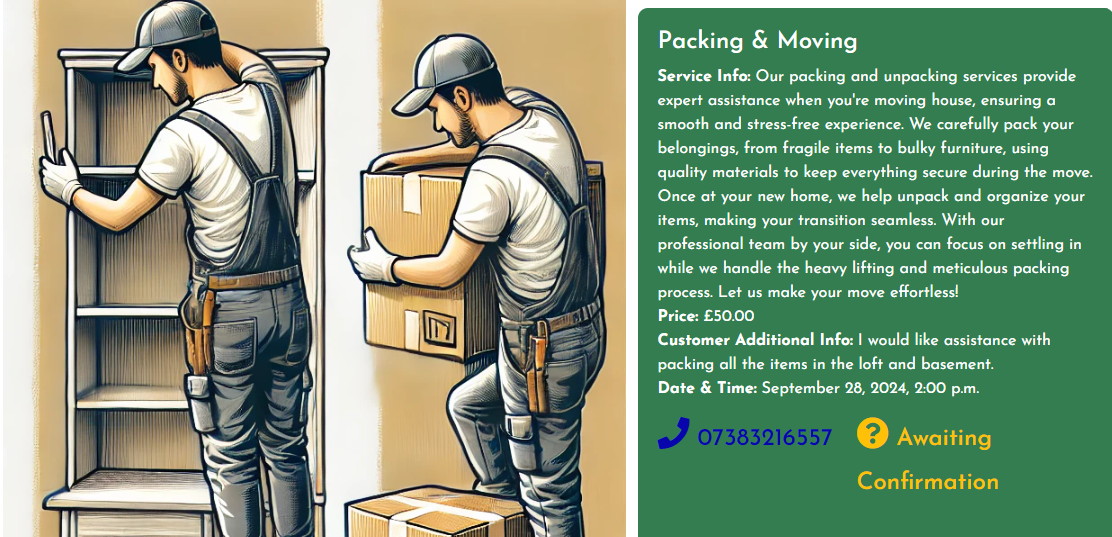 Packing & Moving
Service Info: Our packing and unpacking services provide
expert assistance when you're moving house, ensuring a
smooth and stress-free experience. We carefully pack your
belongings, from fragile items to bulky furniture, using
quality materials to keep everything secure during the move.
Once at your new home, we help unpack and organize your
items, making your transition seamless. With our
professional team by your side, you can focus on settling in
while we handle the heavy lifting and meticulous packing
process. Let us make your move effortless!
Price: £50.00
Customer Additional Info: I would like assistance with
packing all the items in the loft and basement.
Date & Time: September 28, 2024, 2:00 p.m.
07383216557
? Awaiting
Confirmation